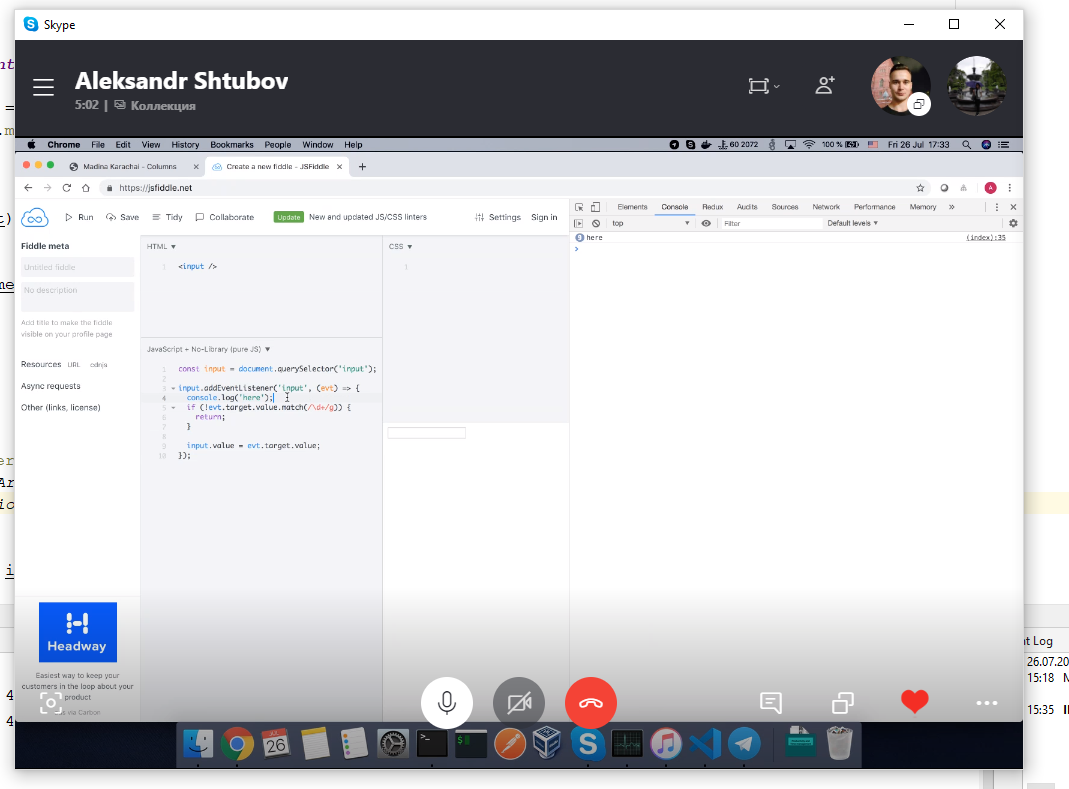 Skype
Aleksandr Shtubov
5:02 | Коллекция
Chrome File Edit View History Bookmarks People Window Help
60 2072 100 % Fri 26 Jul 17:33
Madina Karachai - Columns
Create a new fiddle - JSFiddle
https://jsfiddle.net
A
Run Save Tidy Collaborate Update New and updated JS/CSS linters Settings Sign in
Elements Console Redux Audits Sources Network Performance Memory »
top Filter Default levels
9 here (index):35
Fiddle meta
Untitled fiddle
No description
Add title to make the fiddle
visible on your profile page
Resources URL cdnjs
Async requests
Other (links, license)
HTML
1 <input />
CSS
1
JavaScript + No-Library (pure JS)
1 const input = document.querySelector('input');
2
3 input.addEventListener('input', (evt) => {
4 console.log('here');
5 if (!evt.target.value.match(/\d+/g)) {
6 return;
7 }
8
9 input.value = evt.target.value;
10 });
Headway
Easiest way to keep your
customers in the loop about your
product
ads via Carbon
26
t Log
26.07.20
15:18
15:35